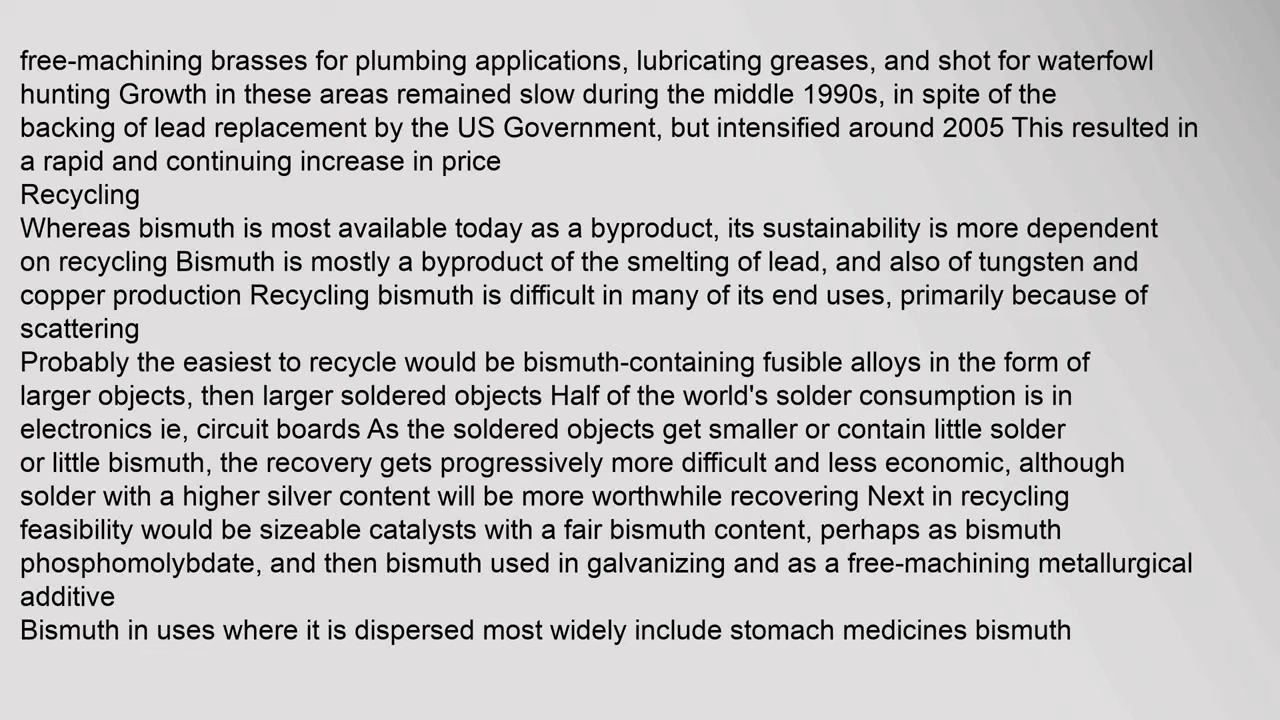 free-machining brasses for plumbing applications, lubricating greases, and shot for waterfowl
hunting Growth in these areas remained slow during the middle 1990s, in spite of the
backing of lead replacement by the US Government, but intensified around 2005 This resulted in
a rapid and continuing increase in price
Recycling
Whereas bismuth is most available today as a byproduct, its sustainability is more dependent
on recycling Bismuth is mostly a byproduct of the smelting of lead, and also of tungsten and
copper production Recycling bismuth is difficult in many of its end uses, primarily because of
scattering
Probably the easiest to recycle would be bismuth-containing fusible alloys in the form of
larger objects, then larger soldered objects Half of the world's solder consumption is in
electronics ie, circuit boards As the soldered objects get smaller or contain little solder
or little bismuth, the recovery gets progressively more difficult and less economic, although
solder with a higher silver content will be more worthwhile recovering Next in recycling
feasibility would be sizeable catalysts with a fair bismuth content, perhaps as bismuth
phosphomolybdate, and then bismuth used in galvanizing and as a free-machining metallurgical
additive
Bismuth in uses where it is dispersed most widely include stomach medicines bismuth